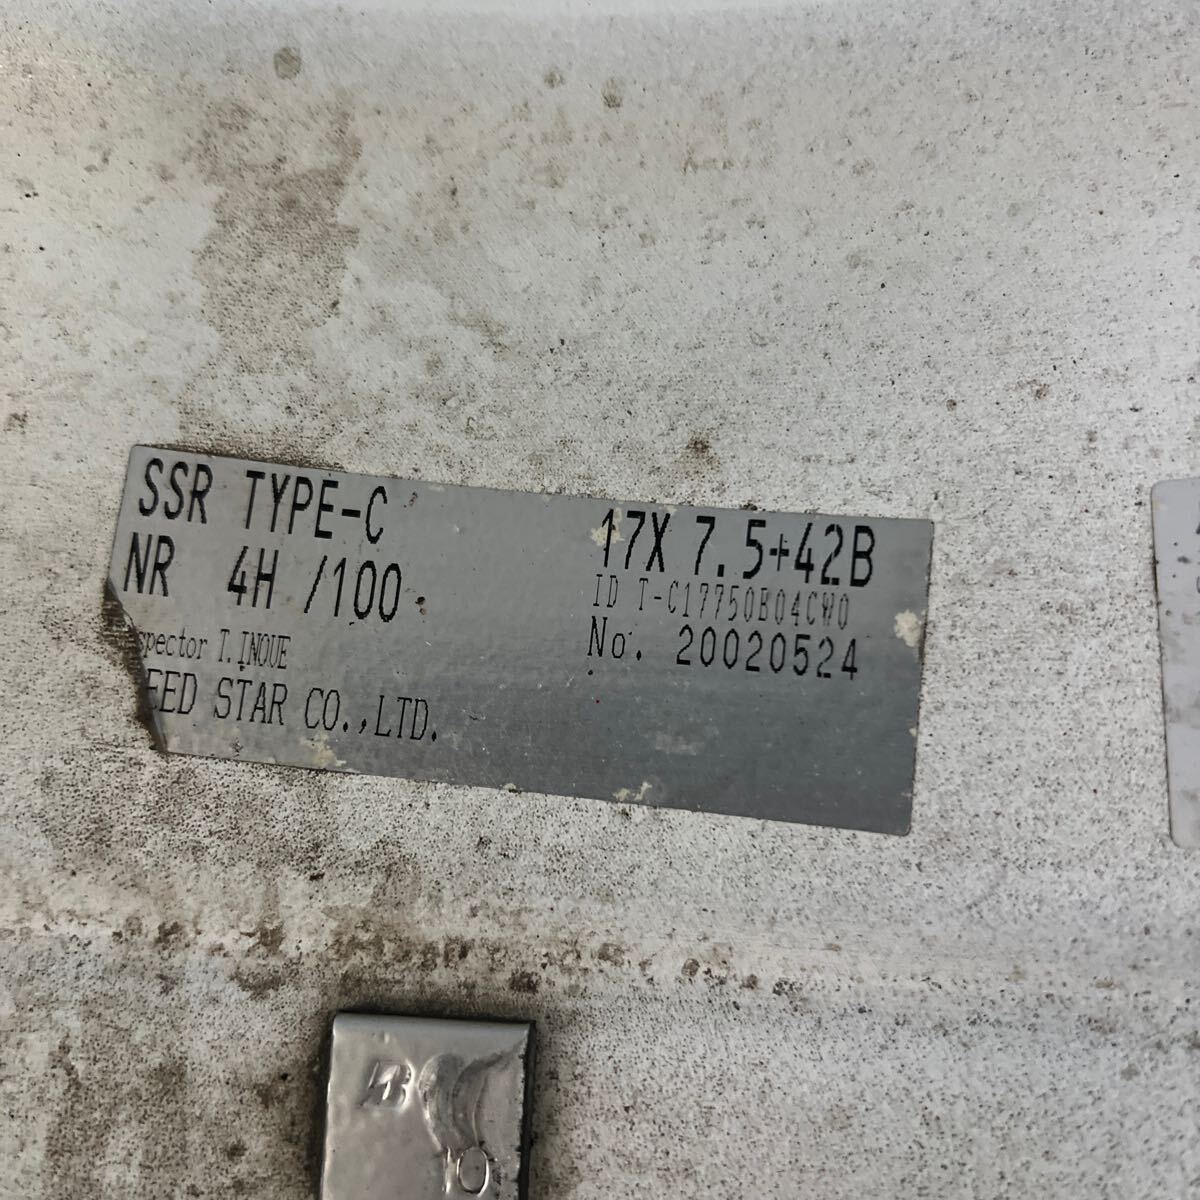 SSR TYPE-C 17X 7.5+42B
NR 4H /100 ID T-C17750B04CW0
spector T.INOUE No. 20020524
EED STAR CO.,LTD.
B
0